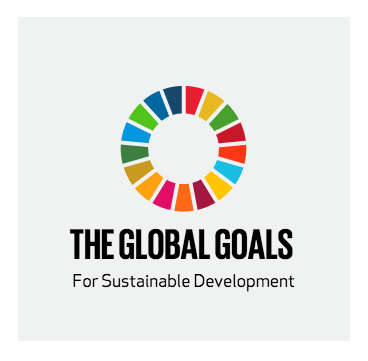 THE GLOBAL GOALS
For Sustainable Development